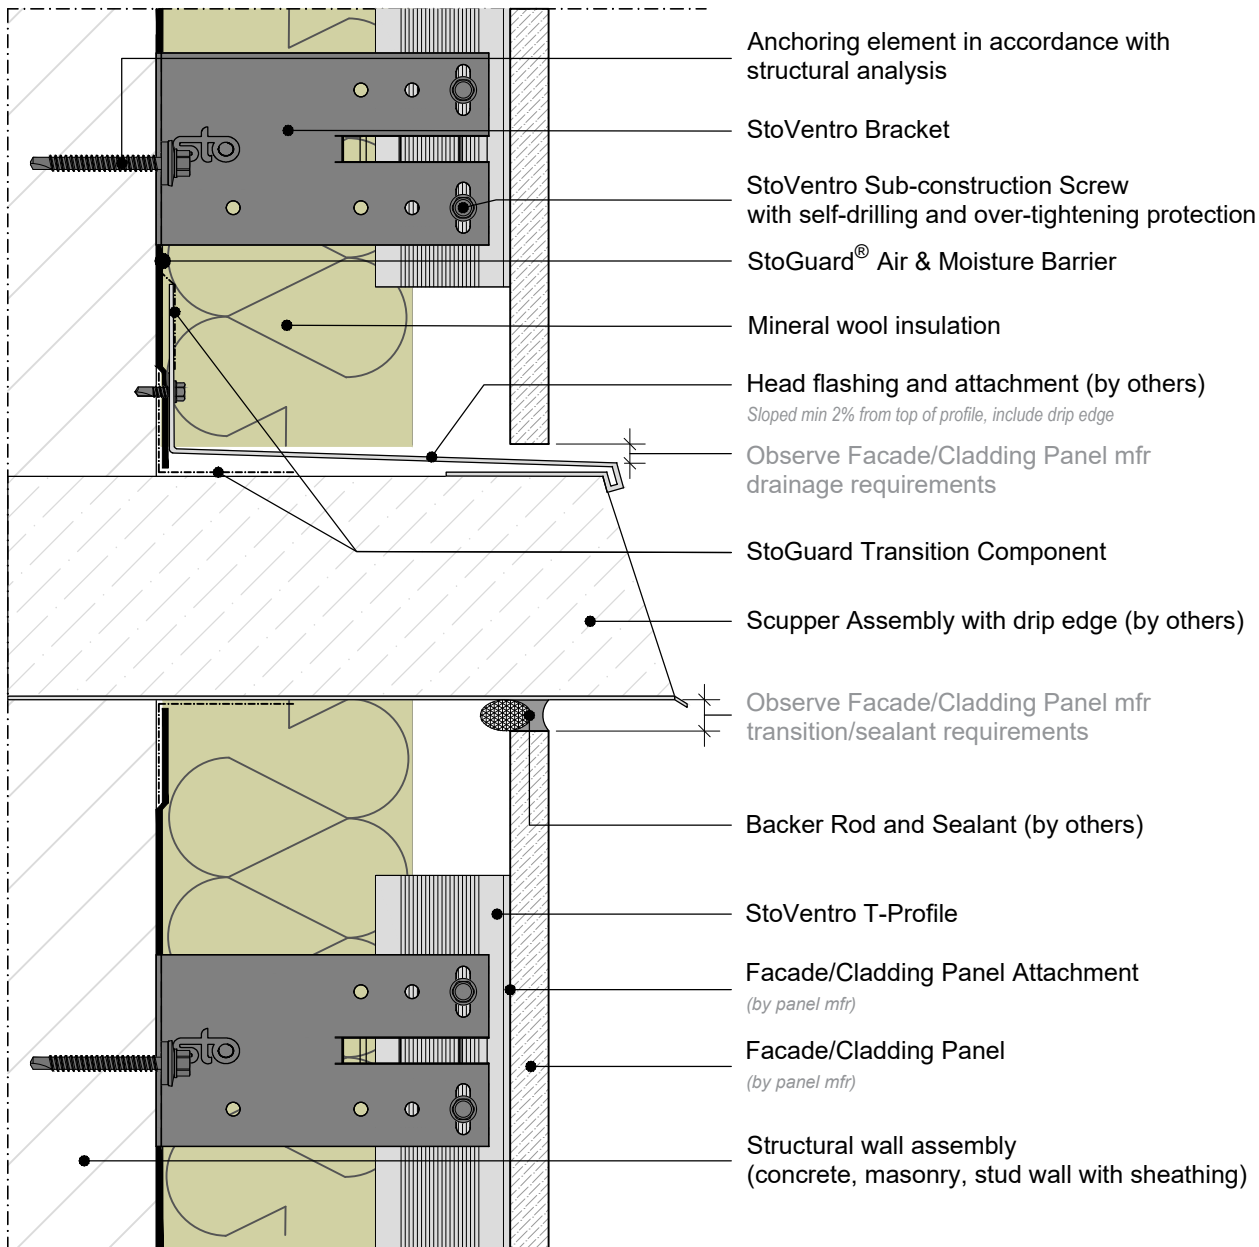 Anchoring element in accordance with
structural analysis
StoVentro Bracket
StoVentro Sub-construction Screw
with self-drilling and over-tightening protection
StoGuard® Air & Moisture Barrier
Mineral wool insulation
Head flashing and attachment (by others)
Sloped min 2% from top of profile, include drip edge
Observe Facade/Cladding Panel mfr
drainage requirements
StoGuard Transition Component
Scupper Assembly with drip edge (by others)
Observe Facade/Cladding Panel mfr
transition/sealant requirements
Backer Rod and Sealant (by others)
StoVentro T-Profile
Facade/Cladding Panel Attachment
(by panel mfr)
Facade/Cladding Panel
(by panel mfr)
Structural wall assembly
(concrete, masonry, stud wall with sheathing)
sto
sto